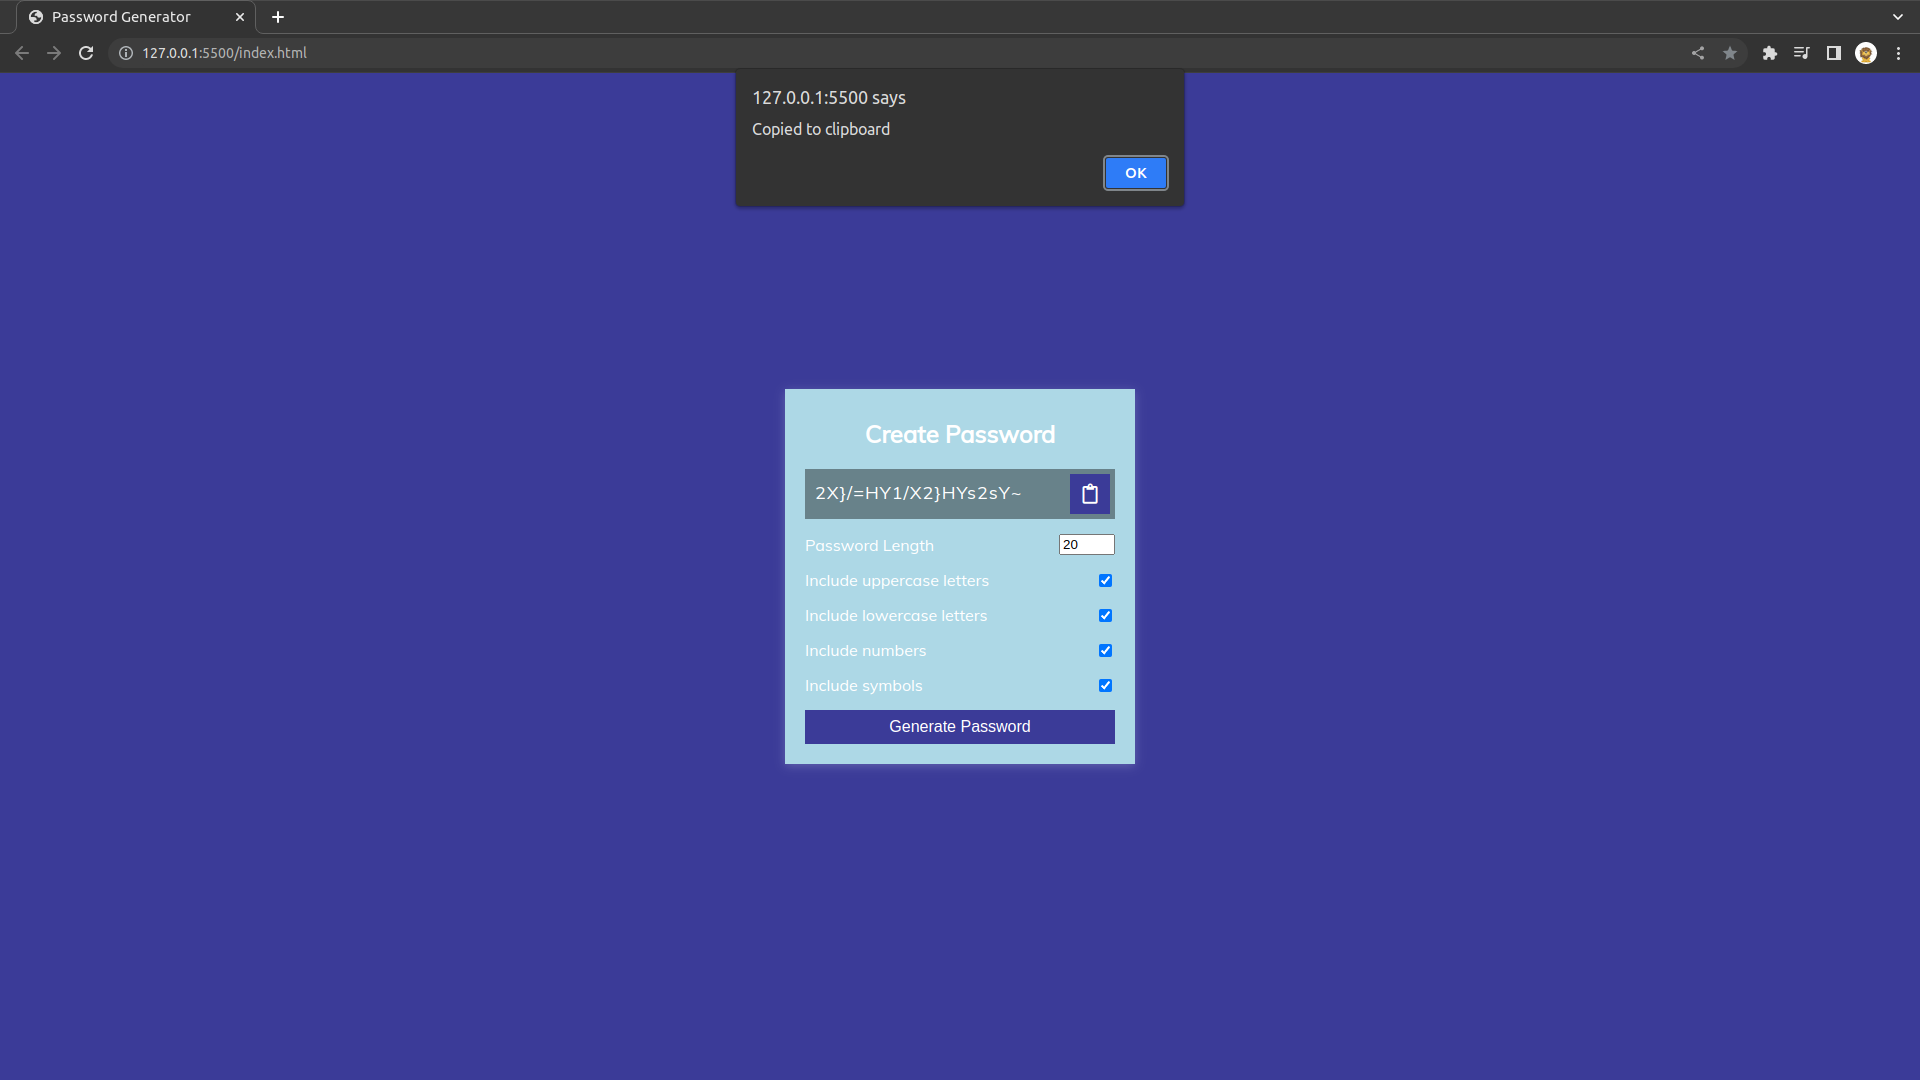 Password Generator
127.0.0.1:5500/index.html
127.0.0.1:5500 says
Copied to clipboard
OK
Create Password
2X}/=HY1/X2}HYs2sY~
Password Length 20
Include uppercase letters
Include lowercase letters
Include numbers
Include symbols
Generate Password